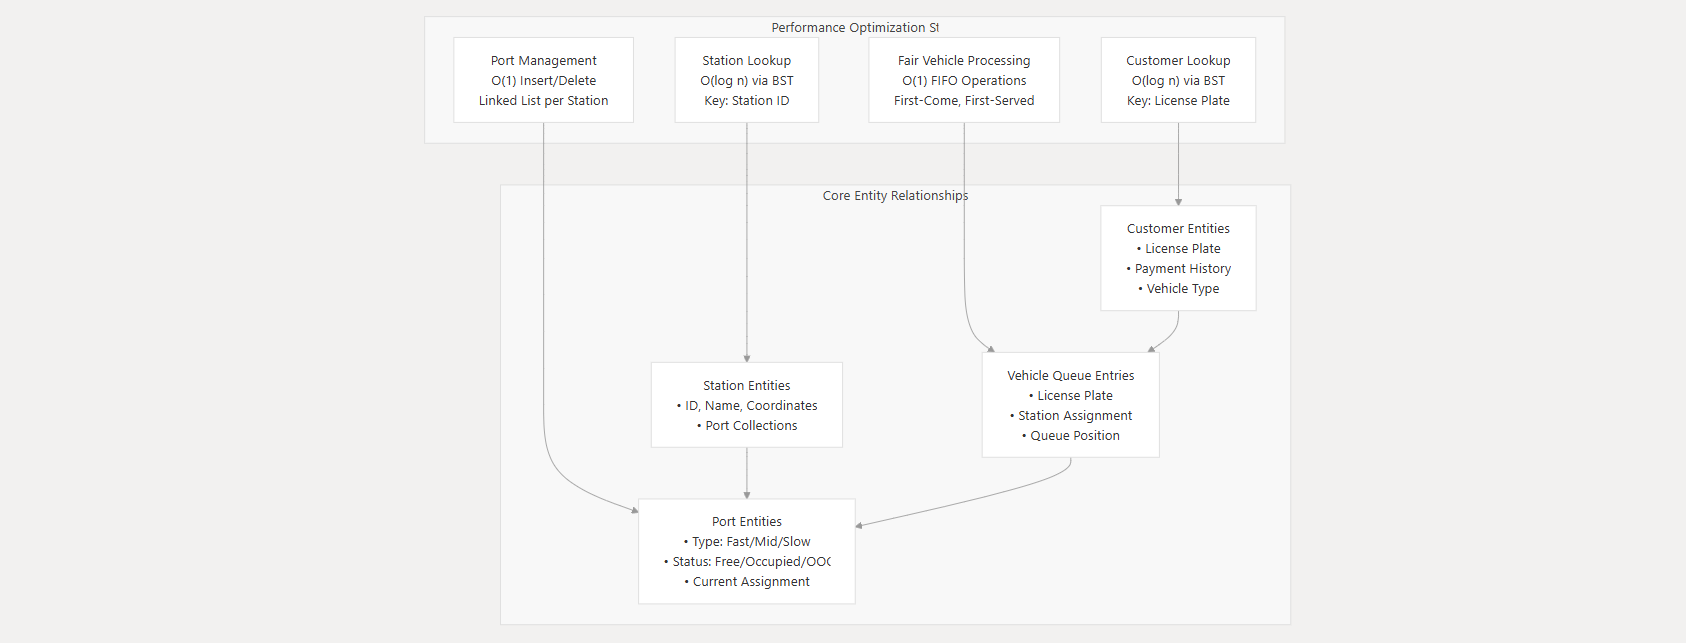 Performance Optimization
Port Management
O(1) Insert/Delete
Linked List per Station
Station Lookup
O(log n) via BST
Key: Station ID
Fair Vehicle Processing
O(1) FIFO Operations
First-Come, First-Served
Customer Lookup
O(log n) via BST
Key: License Plate
Core Entity Relationships
Customer Entities
• License Plate
• Payment History
• Vehicle Type
Station Entities
• ID, Name, Coordinates
• Port Collections
Vehicle Queue Entries
• License Plate
• Station Assignment
• Queue Position
Port Entities
• Type: Fast/Mid/Slow
• Status: Free/Occupied/
• Current Assignment